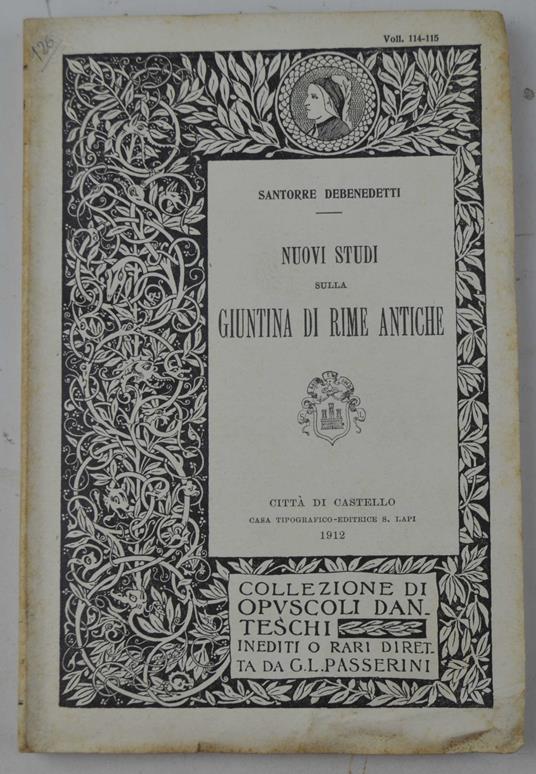 126
Voll. 114-115
SANTORRE DEBENEDETTI
NUOVI STUDI
SULLA
GIUNTINA DI RIME ANTICHE
CITTÀ DI CASTELLO
CASA TIPOGRAFICO-EDITRICE S. LAPI
1912
COLLEZIONE DI
OPVSCOLI DAN-
TESCHI
INEDITI O RARI DIRET-
TA DA G.L. PASSERINI